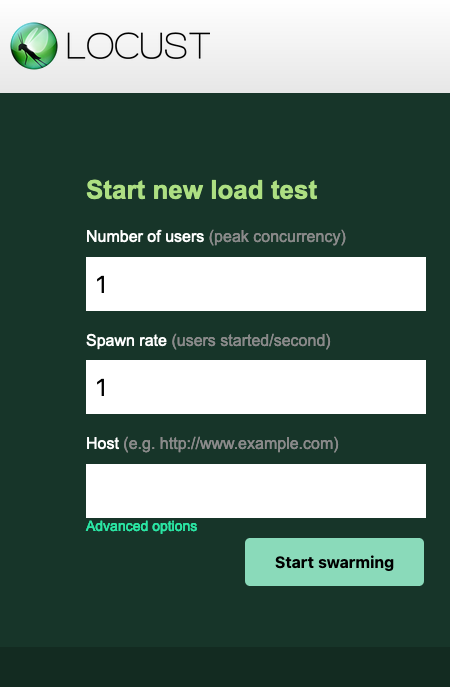 LOCUST
Start new load test
Number of users (peak concurrency)
1
Spawn rate (users started/second)
1
Host (e.g. http://www.example.com)
Advanced options
Start swarming